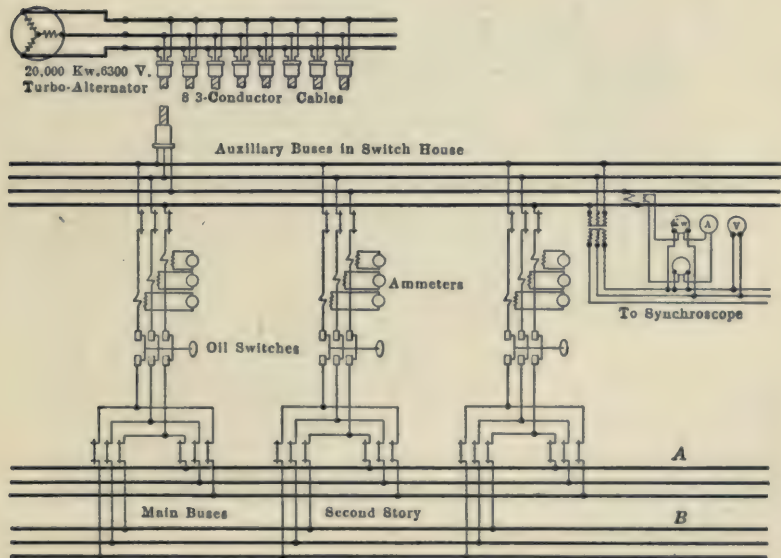 20,000 Kw. 6300 V.
Turbo-Alternator
8 3-Conductor Cables
Auxiliary Buses in Switch House
Kw
A
V
Ammeters
To Synchroscope
Oil Switches
A
Main Buses
Second Story
B